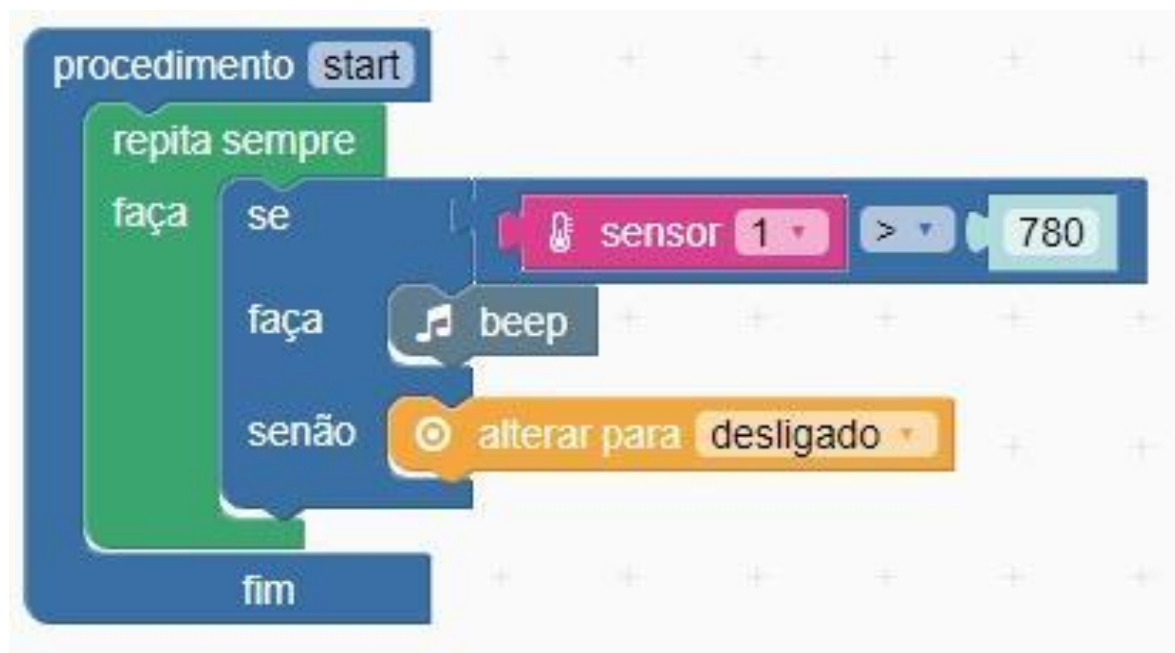 procedimento start
repita sempre
faça se sensor 1 > 780
faça beep
senão alterar para desligado
fim